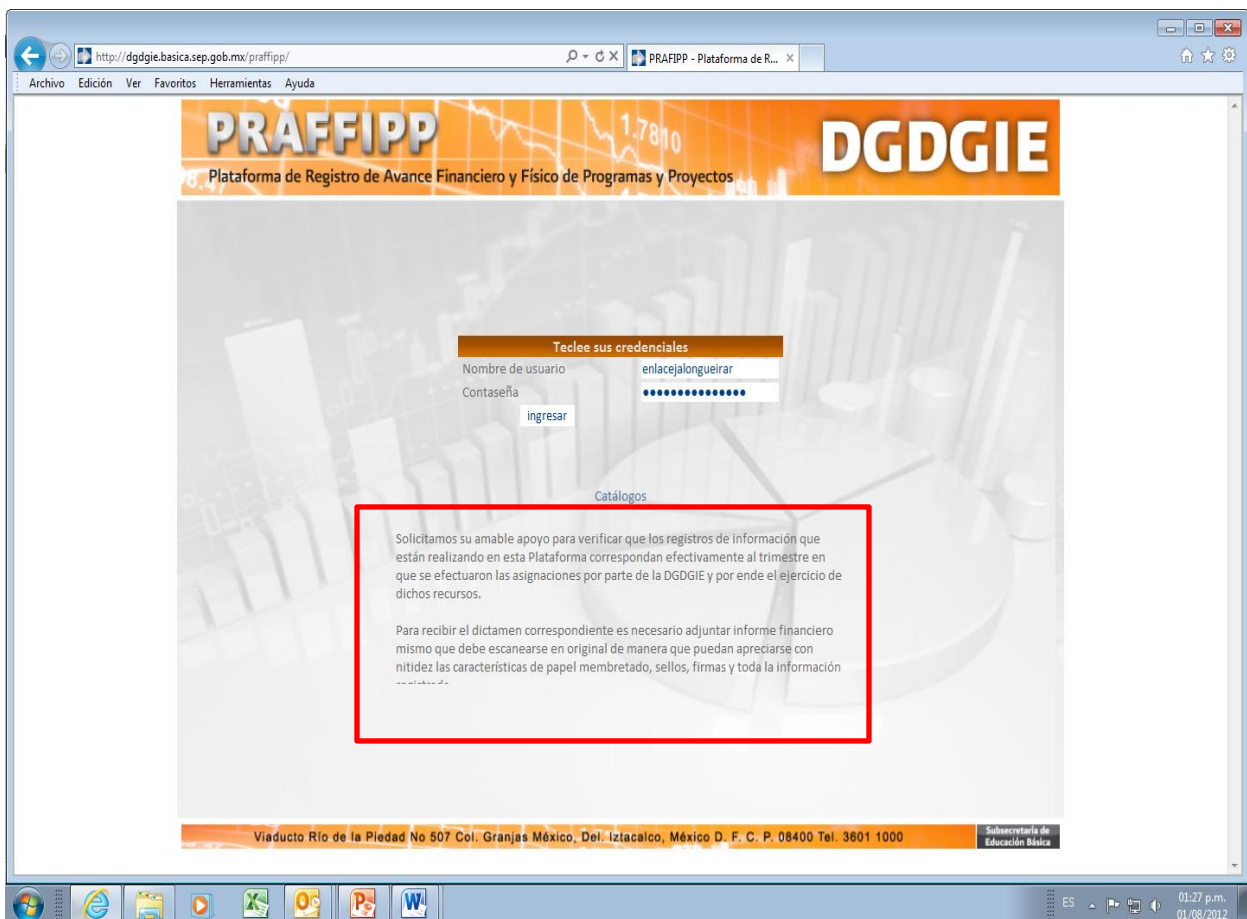 http://dgdgie.basica.sep.gob.mx/praffipp/
PRAFIPP - Plataforma de R...
Archivo Edición Ver Favoritos Herramientas Ayuda
PRAFFIPP
1.7810
DGDGIE
Plataforma de Registro de Avance Financiero y Físico de Programas y Proyectos
Teclee sus credenciales
Nombre de usuario enlacejalongueirar
Contaseña •••••••••••••••
ingresar
Catálogos
Solicitamos su amable apoyo para verificar que los registros de información que
están realizando en esta Plataforma correspondan efectivamente al trimestre en
que se efectuaron las asignaciones por parte de la DGDGIE y por ende el ejercicio de
dichos recursos.
Para recibir el dictamen correspondiente es necesario adjuntar informe financiero
mismo que debe escanearse en original de manera que puedan apreciarse con
nitidez las características de papel membretado, sellos, firmas y toda la información
Viaducto Río de la Piedad No 507 Col. Granjas México, Del. Iztacalco, México D. F. C. P. 08400 Tel. 3601 1000
Subsecretaría de
Educación Básica
ES
01:27 p.m.
01/08/2012